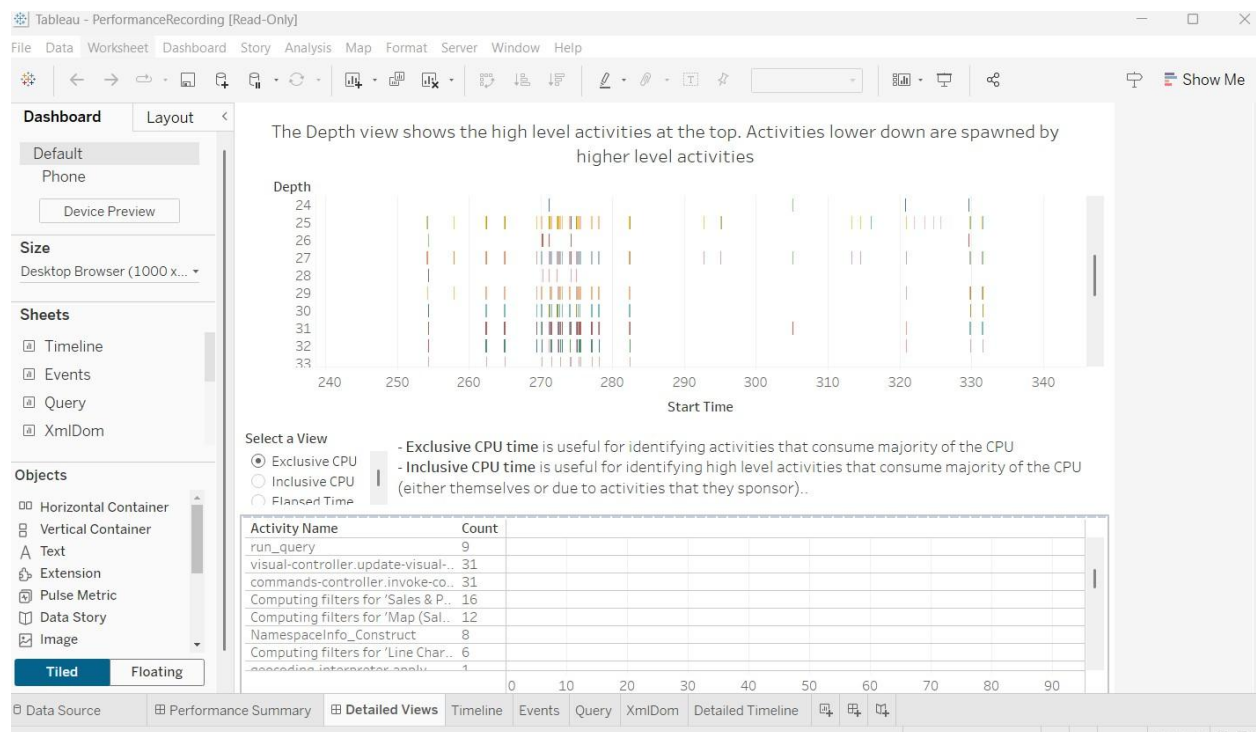 Tableau - PerformanceRecording [Read-Only]
File Data Worksheet Dashboard Story Analysis Map Format Server Window Help
Show Me
Dashboard Layout
Default
Phone
Device Preview
Size
Desktop Browser (1000 x...
Sheets
Timeline
Events
Query
XmlDom
Objects
Horizontal Container
Vertical Container
Text
Extension
Pulse Metric
Data Story
Image
Tiled Floating
The Depth view shows the high level activities at the top. Activities lower down are spawned by
higher level activities
Depth
24
25
26
27
28
29
30
31
32
33
240 250 260 270 280 290 300 310 320 330 340
Start Time
Select a View
Exclusive CPU
Inclusive CPU
Elapsed Time
- Exclusive CPU time is useful for identifying activities that consume majority of the CPU
- Inclusive CPU time is useful for identifying high level activities that consume majority of the CPU
(either themselves or due to activities that they sponsor)..
Activity Name Count
run_query 9
visual-controller.update-visual-.. 31
commands-controller.invoke-co.. 31
Computing filters for 'Sales & P.. 16
Computing filters for 'Map (Sal.. 12
NamespaceInfo_Construct 8
Computing filters for 'Line Char.. 6
geocoding-interpreter.apply 1
0 10 20 30 40 50 60 70 80 90
Data Source Performance Summary Detailed Views Timeline Events Query XmlDom Detailed Timeline